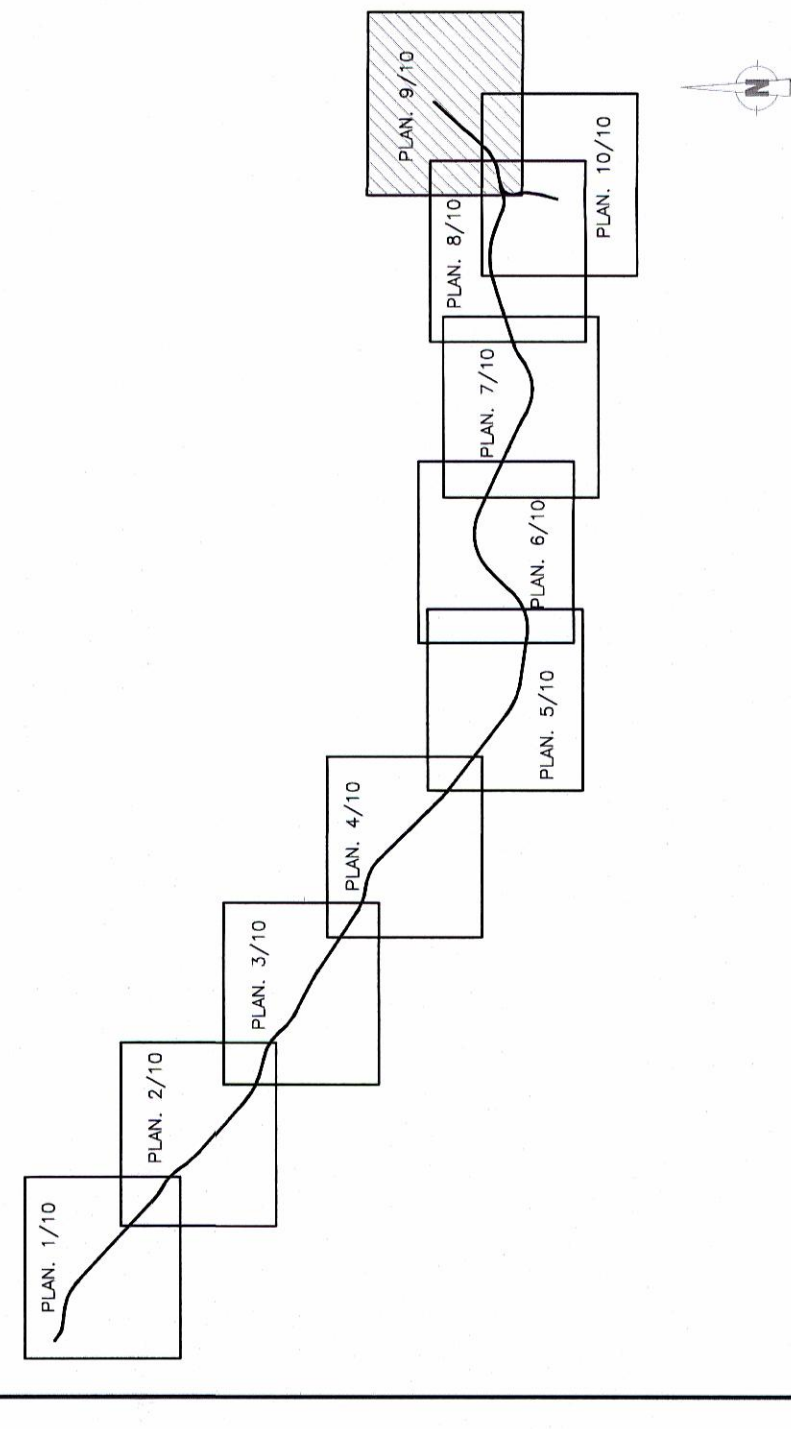 PLAN. 1/10
PLAN. 2/10
PLAN. 3/10
PLAN. 4/10
PLAN. 5/10
PLAN. 6/10
PLAN. 7/10
PLAN. 8/10
PLAN. 9/10
PLAN. 10/10
N